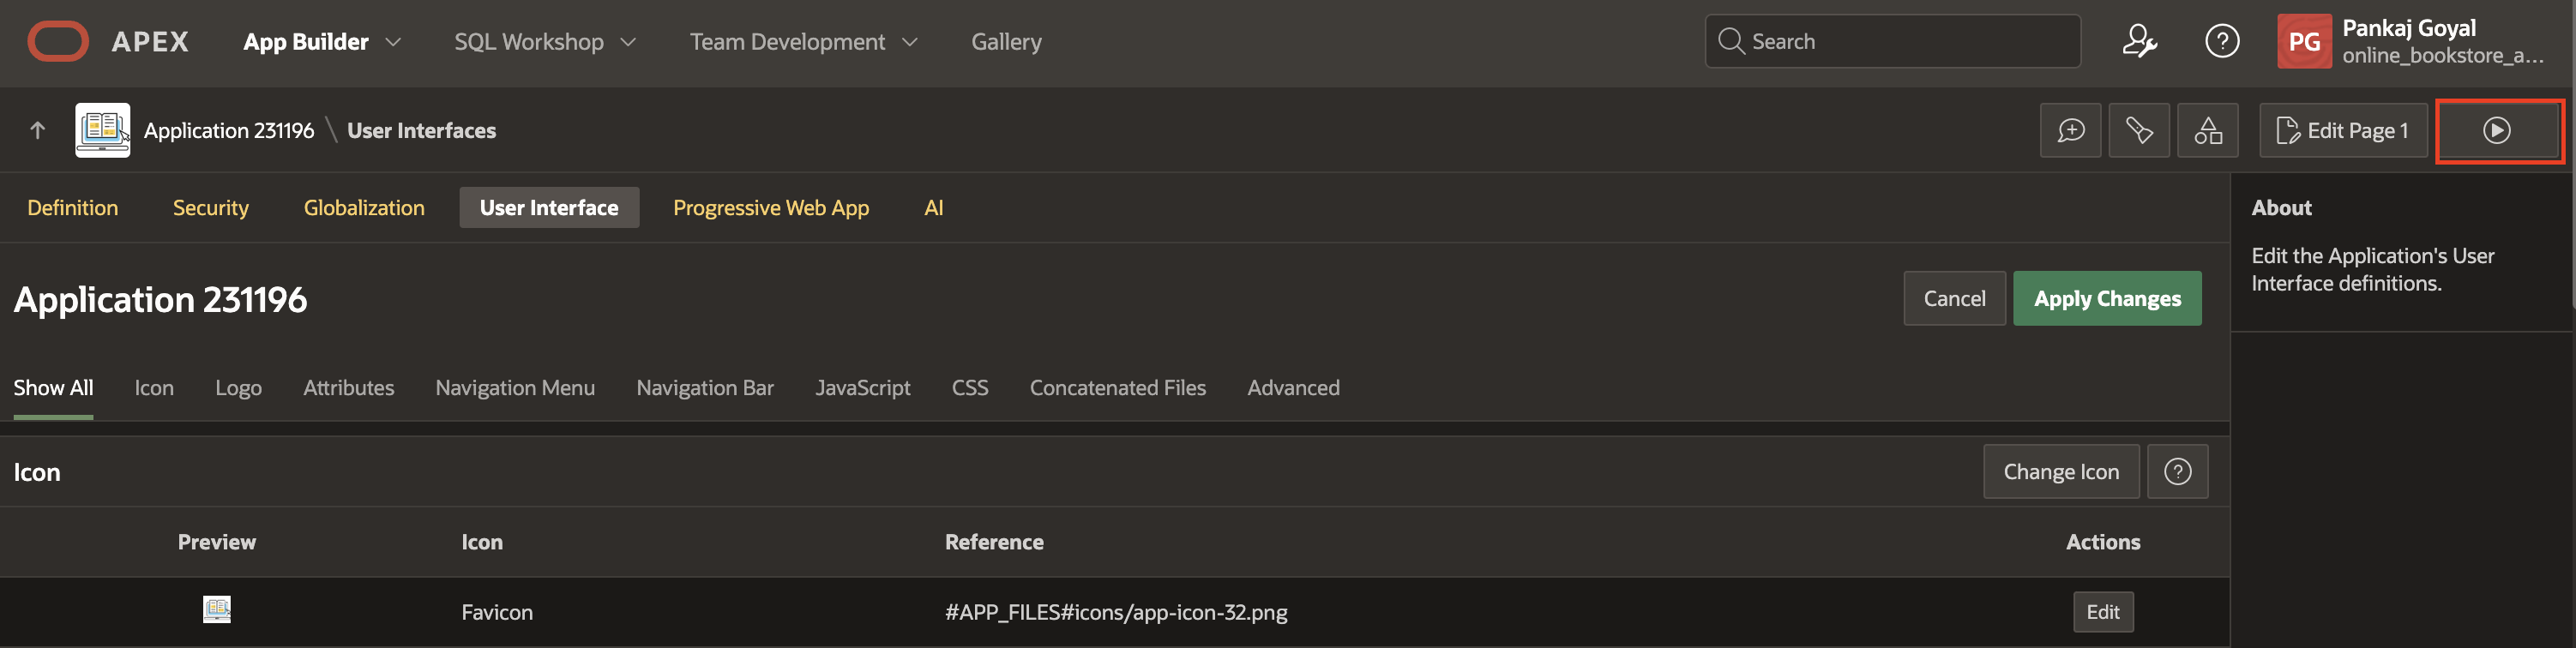 APEX App Builder SQL Workshop Team Development Gallery Search PG Pankaj Goyal
online_bookstore_a...
Application 231196 \ User Interfaces Edit Page 1
Definition Security Globalization User Interface Progressive Web App AI
About
Edit the Application's User
Interface definitions.
Application 231196 Cancel Apply Changes
Show All Icon Logo Attributes Navigation Menu Navigation Bar JavaScript CSS Concatenated Files Advanced
Icon Change Icon
Preview Icon Reference Actions
Favicon #APP_FILES#icons/app-icon-32.png Edit